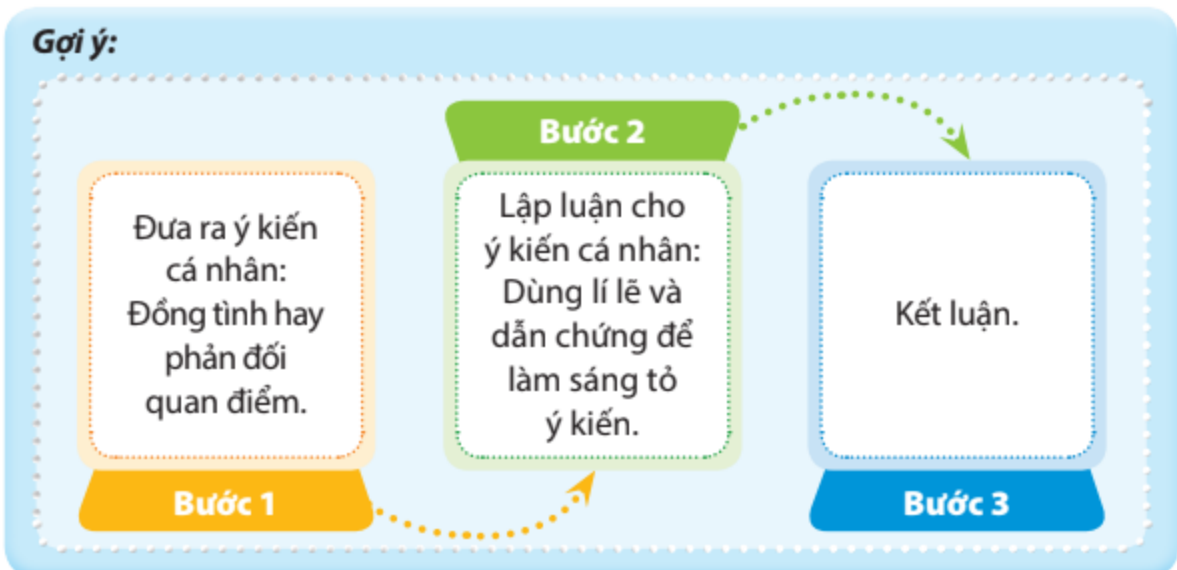 Gợi ý:
Đưa ra ý kiến
cá nhân:
Đồng tình hay
phản đối
quan điểm.
Bước 1
Bước 2
Lập luận cho
ý kiến cá nhân:
Dùng lí lẽ và
dẫn chứng để
làm sáng tỏ
ý kiến.
Kết luận.
Bước 3